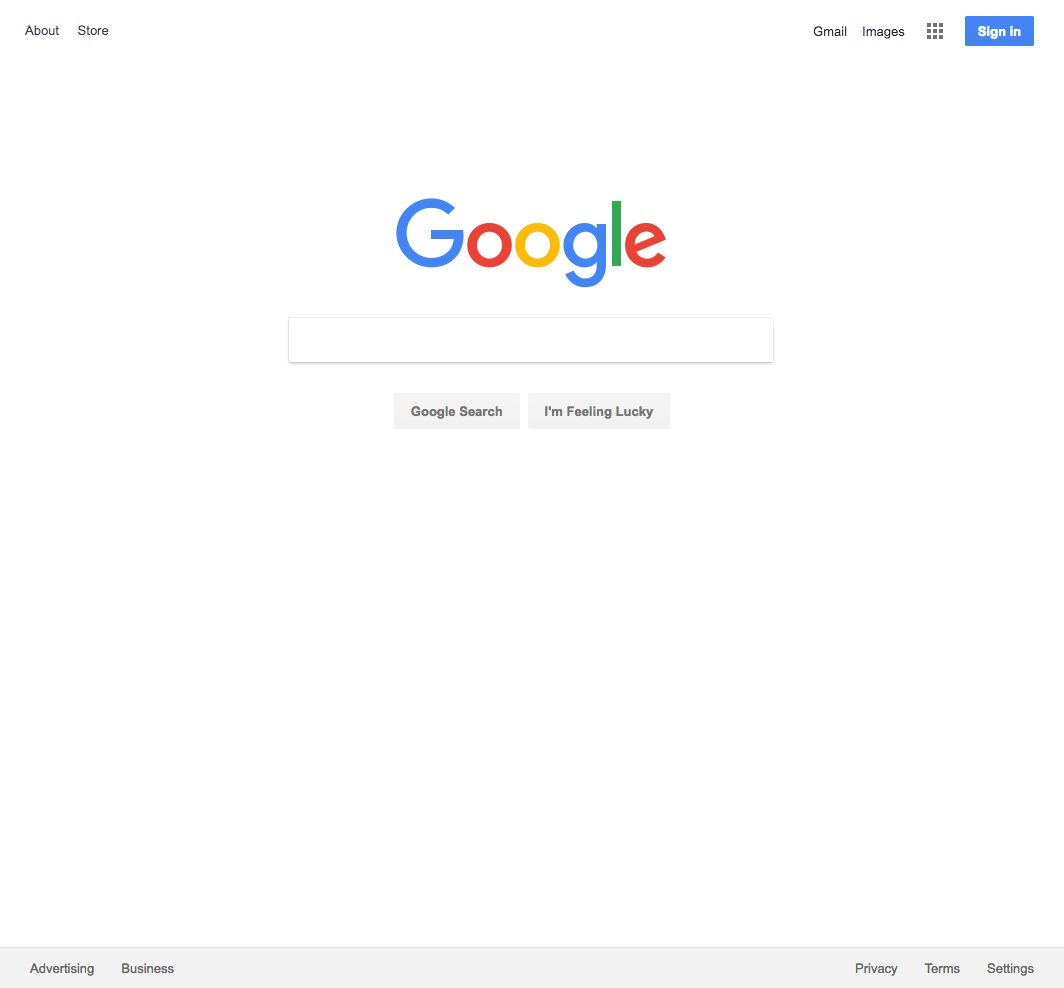 About Store Gmail Images Sign in
Google
Google Search I'm Feeling Lucky
Advertising Business Privacy Terms Settings